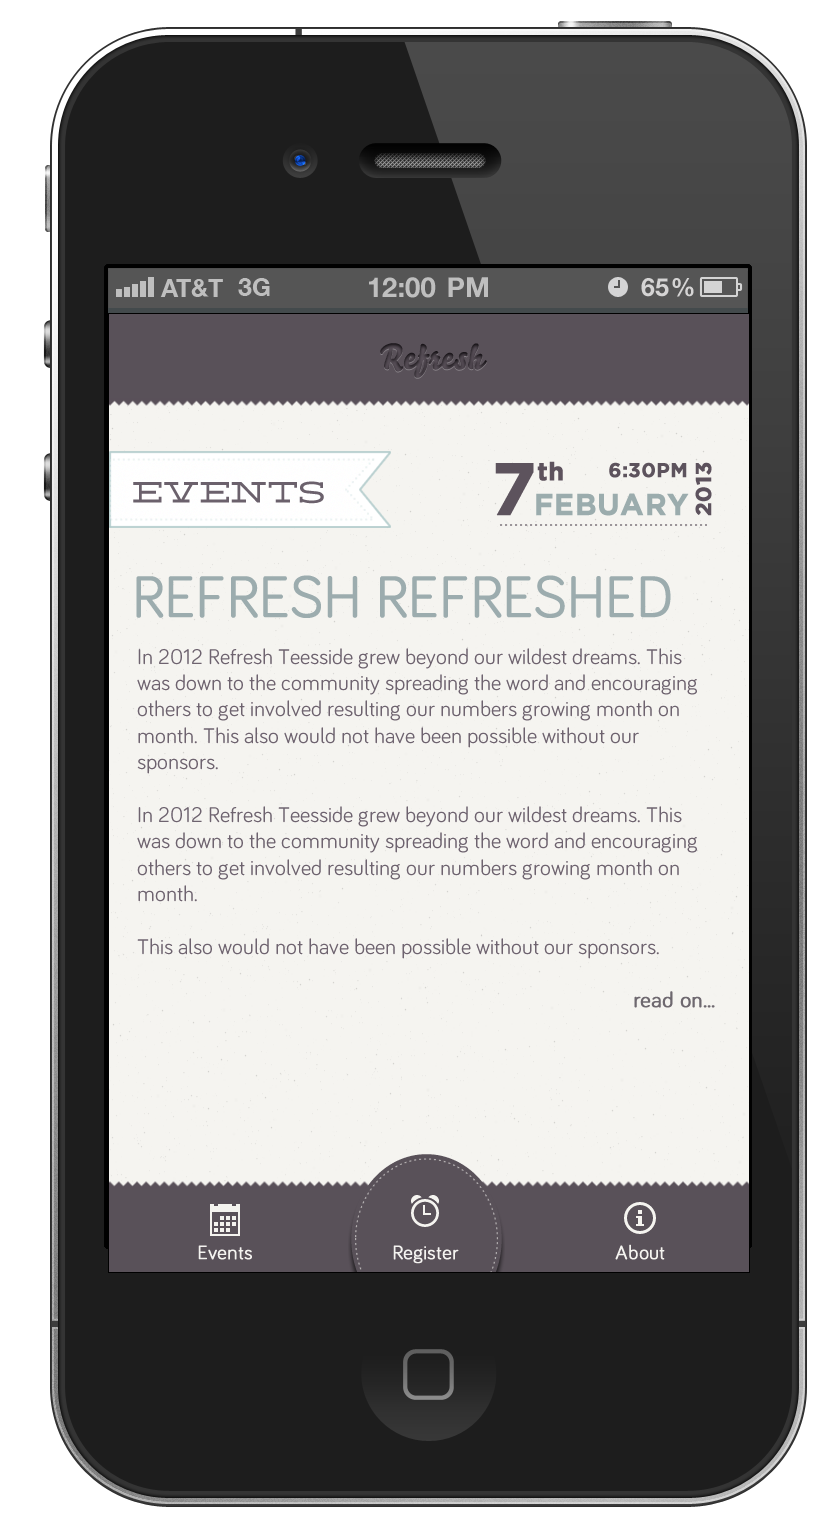 AT&T 3G 12:00 PM 65%
Refresh
EVENTS
7th 6:30PM 2013
FEBUARY
REFRESH REFRESHED
In 2012 Refresh Teesside grew beyond our wildest dreams. This
was down to the community spreading the word and encouraging
others to get involved resulting our numbers growing month on
month. This also would not have been possible without our
sponsors.
In 2012 Refresh Teesside grew beyond our wildest dreams. This
was down to the community spreading the word and encouraging
others to get involved resulting our numbers growing month on
month.
This also would not have been possible without our sponsors.
read on...
Events Register About